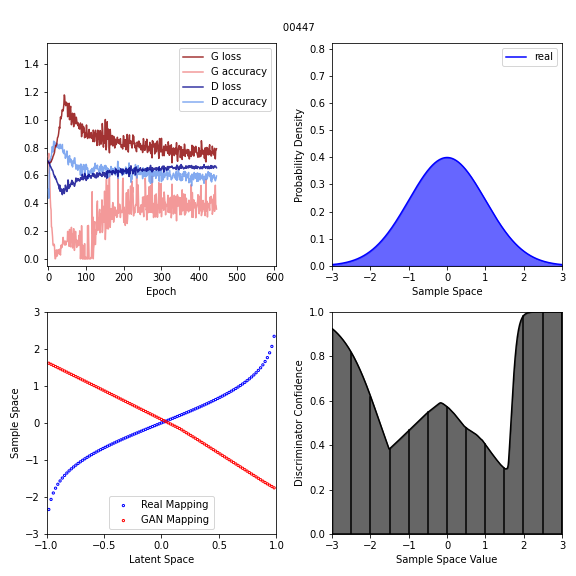 00447
1.4
1.2
1.0
0.8
0.6
0.4
0.2
0.0
0 100 200 300 400 500 600
Epoch
G loss
G accuracy
D loss
D accuracy
Probability Density
0.8
0.7
0.6
0.5
0.4
0.3
0.2
0.1
0.0
−3 −2 −1 0 1 2 3
Sample Space
real
Sample Space
3
2
1
0
−1
−2
−3
−1.0 −0.5 0.0 0.5 1.0
Latent Space
Real Mapping
GAN Mapping
Discriminator Confidence
1.0
0.8
0.6
0.4
0.2
0.0
−3 −2 −1 0 1 2 3
Sample Space Value